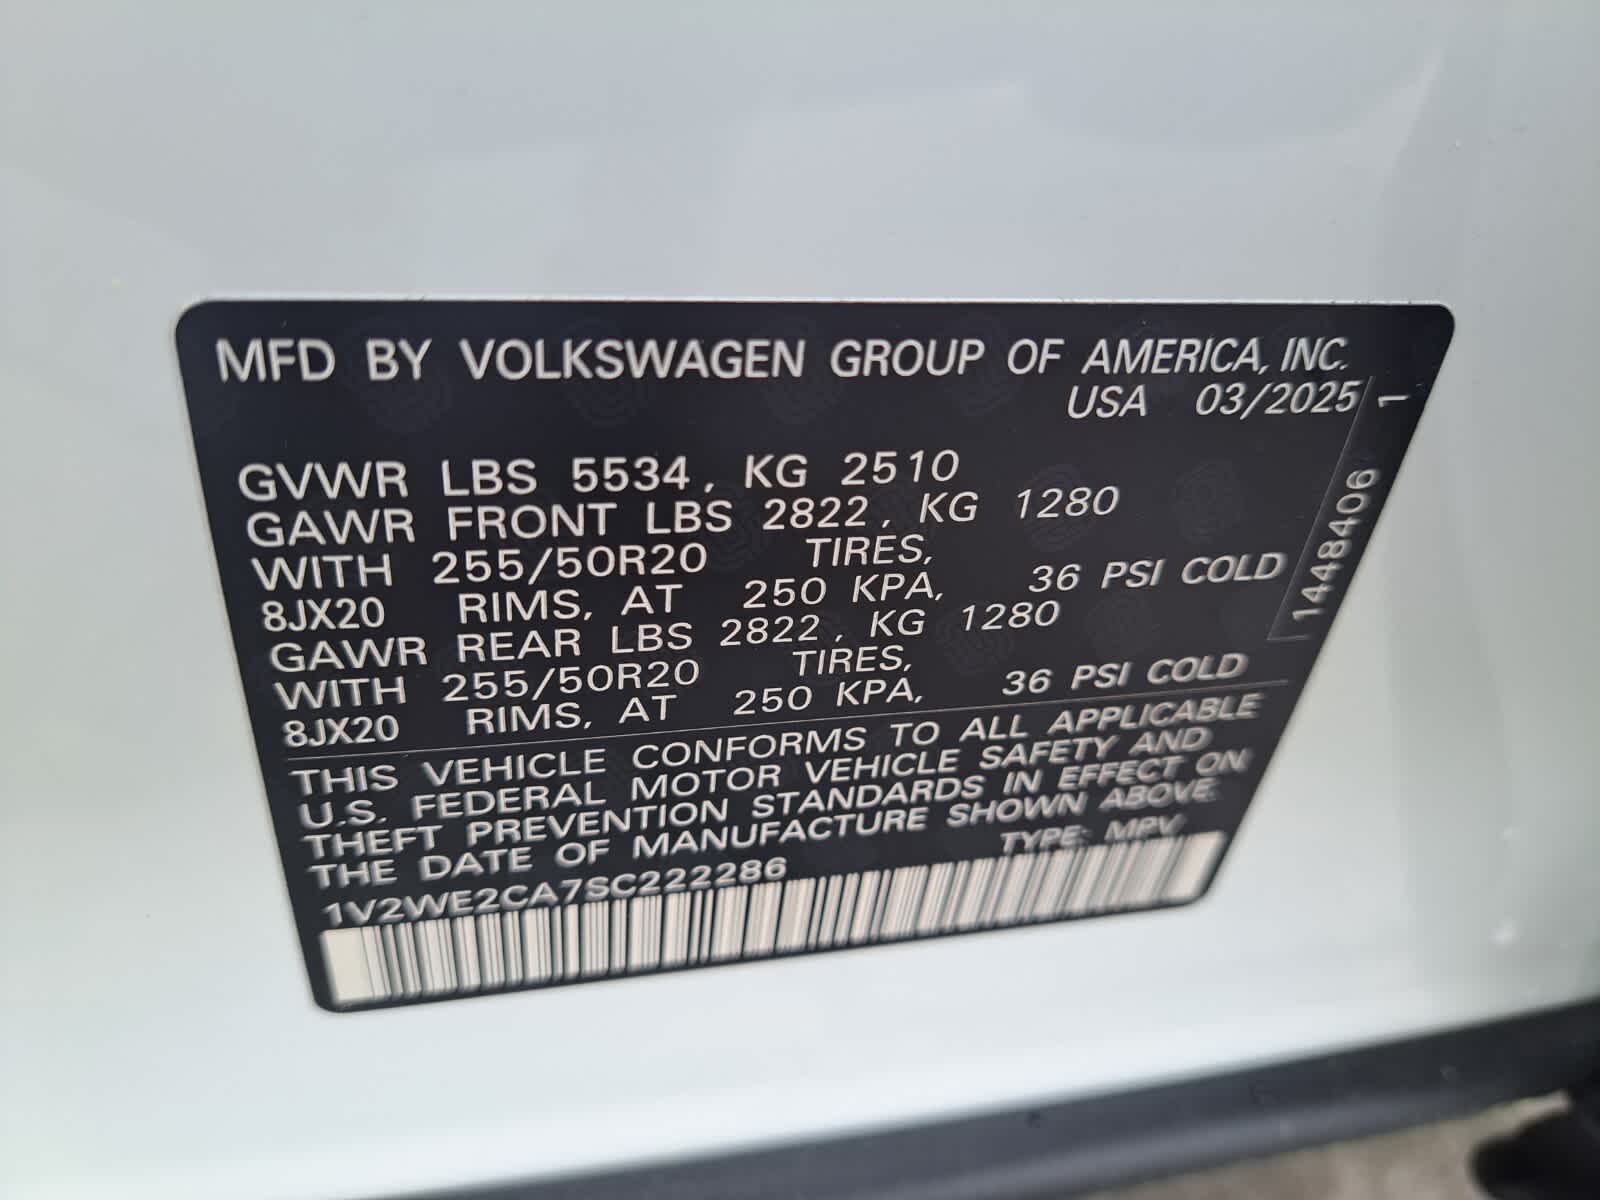 MFD BY VOLKSWAGEN GROUP OF AMERICA, INC.
USA 03/2025
GVWR LBS 5534, KG 2510
GAWR FRONT LBS 2822, KG 1280
WITH 255/50R20 TIRES,
8JX20 RIMS, AT 250 KPA, 36 PSI COLD
GAWR REAR LBS 2822, KG 1280
WITH 255/50R20 TIRES,
8JX20 RIMS, AT 250 KPA, 36 PSI COLD
THIS VEHICLE CONFORMS TO ALL APPLICABLE
U.S. FEDERAL MOTOR VEHICLE SAFETY AND
THEFT PREVENTION STANDARDS IN EFFECT ON
THE DATE OF MANUFACTURE SHOWN ABOVE.
1V2WE2CA7SC222286 TYPE: MPV
1448406 1